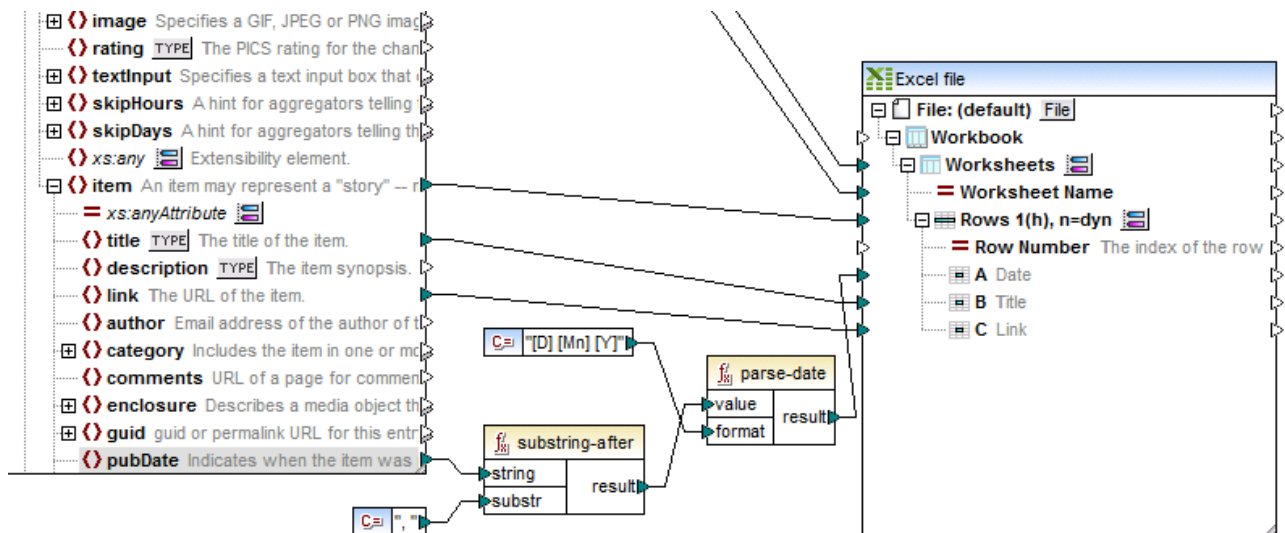 image Specifies a GIF, JPEG or PNG imag
rating TYPE The PICS rating for the chan
textInput Specifies a text input box that
skipHours A hint for aggregators telling
skipDays A hint for aggregators telling th
xs:any Extensibility element.
item An item may represent a "story" --
xs:anyAttribute
title TYPE The title of the item.
description TYPE The item synopsis.
link The URL of the item.
author Email address of the author of t
category Includes the item in one or mo
comments URL of a page for commen
enclosure Describes a media object th
guid guid or permalink URL for this entr
pubDate Indicates when the item was
C= "[D] [Mn] [Y]"
substring-after
string
result
substr
C= ", "
parse-date
value
result
format
Excel file
File: (default) File
Workbook
Worksheets
Worksheet Name
Rows 1(h), n=dyn
Row Number The index of the row
A Date
B Title
C Link